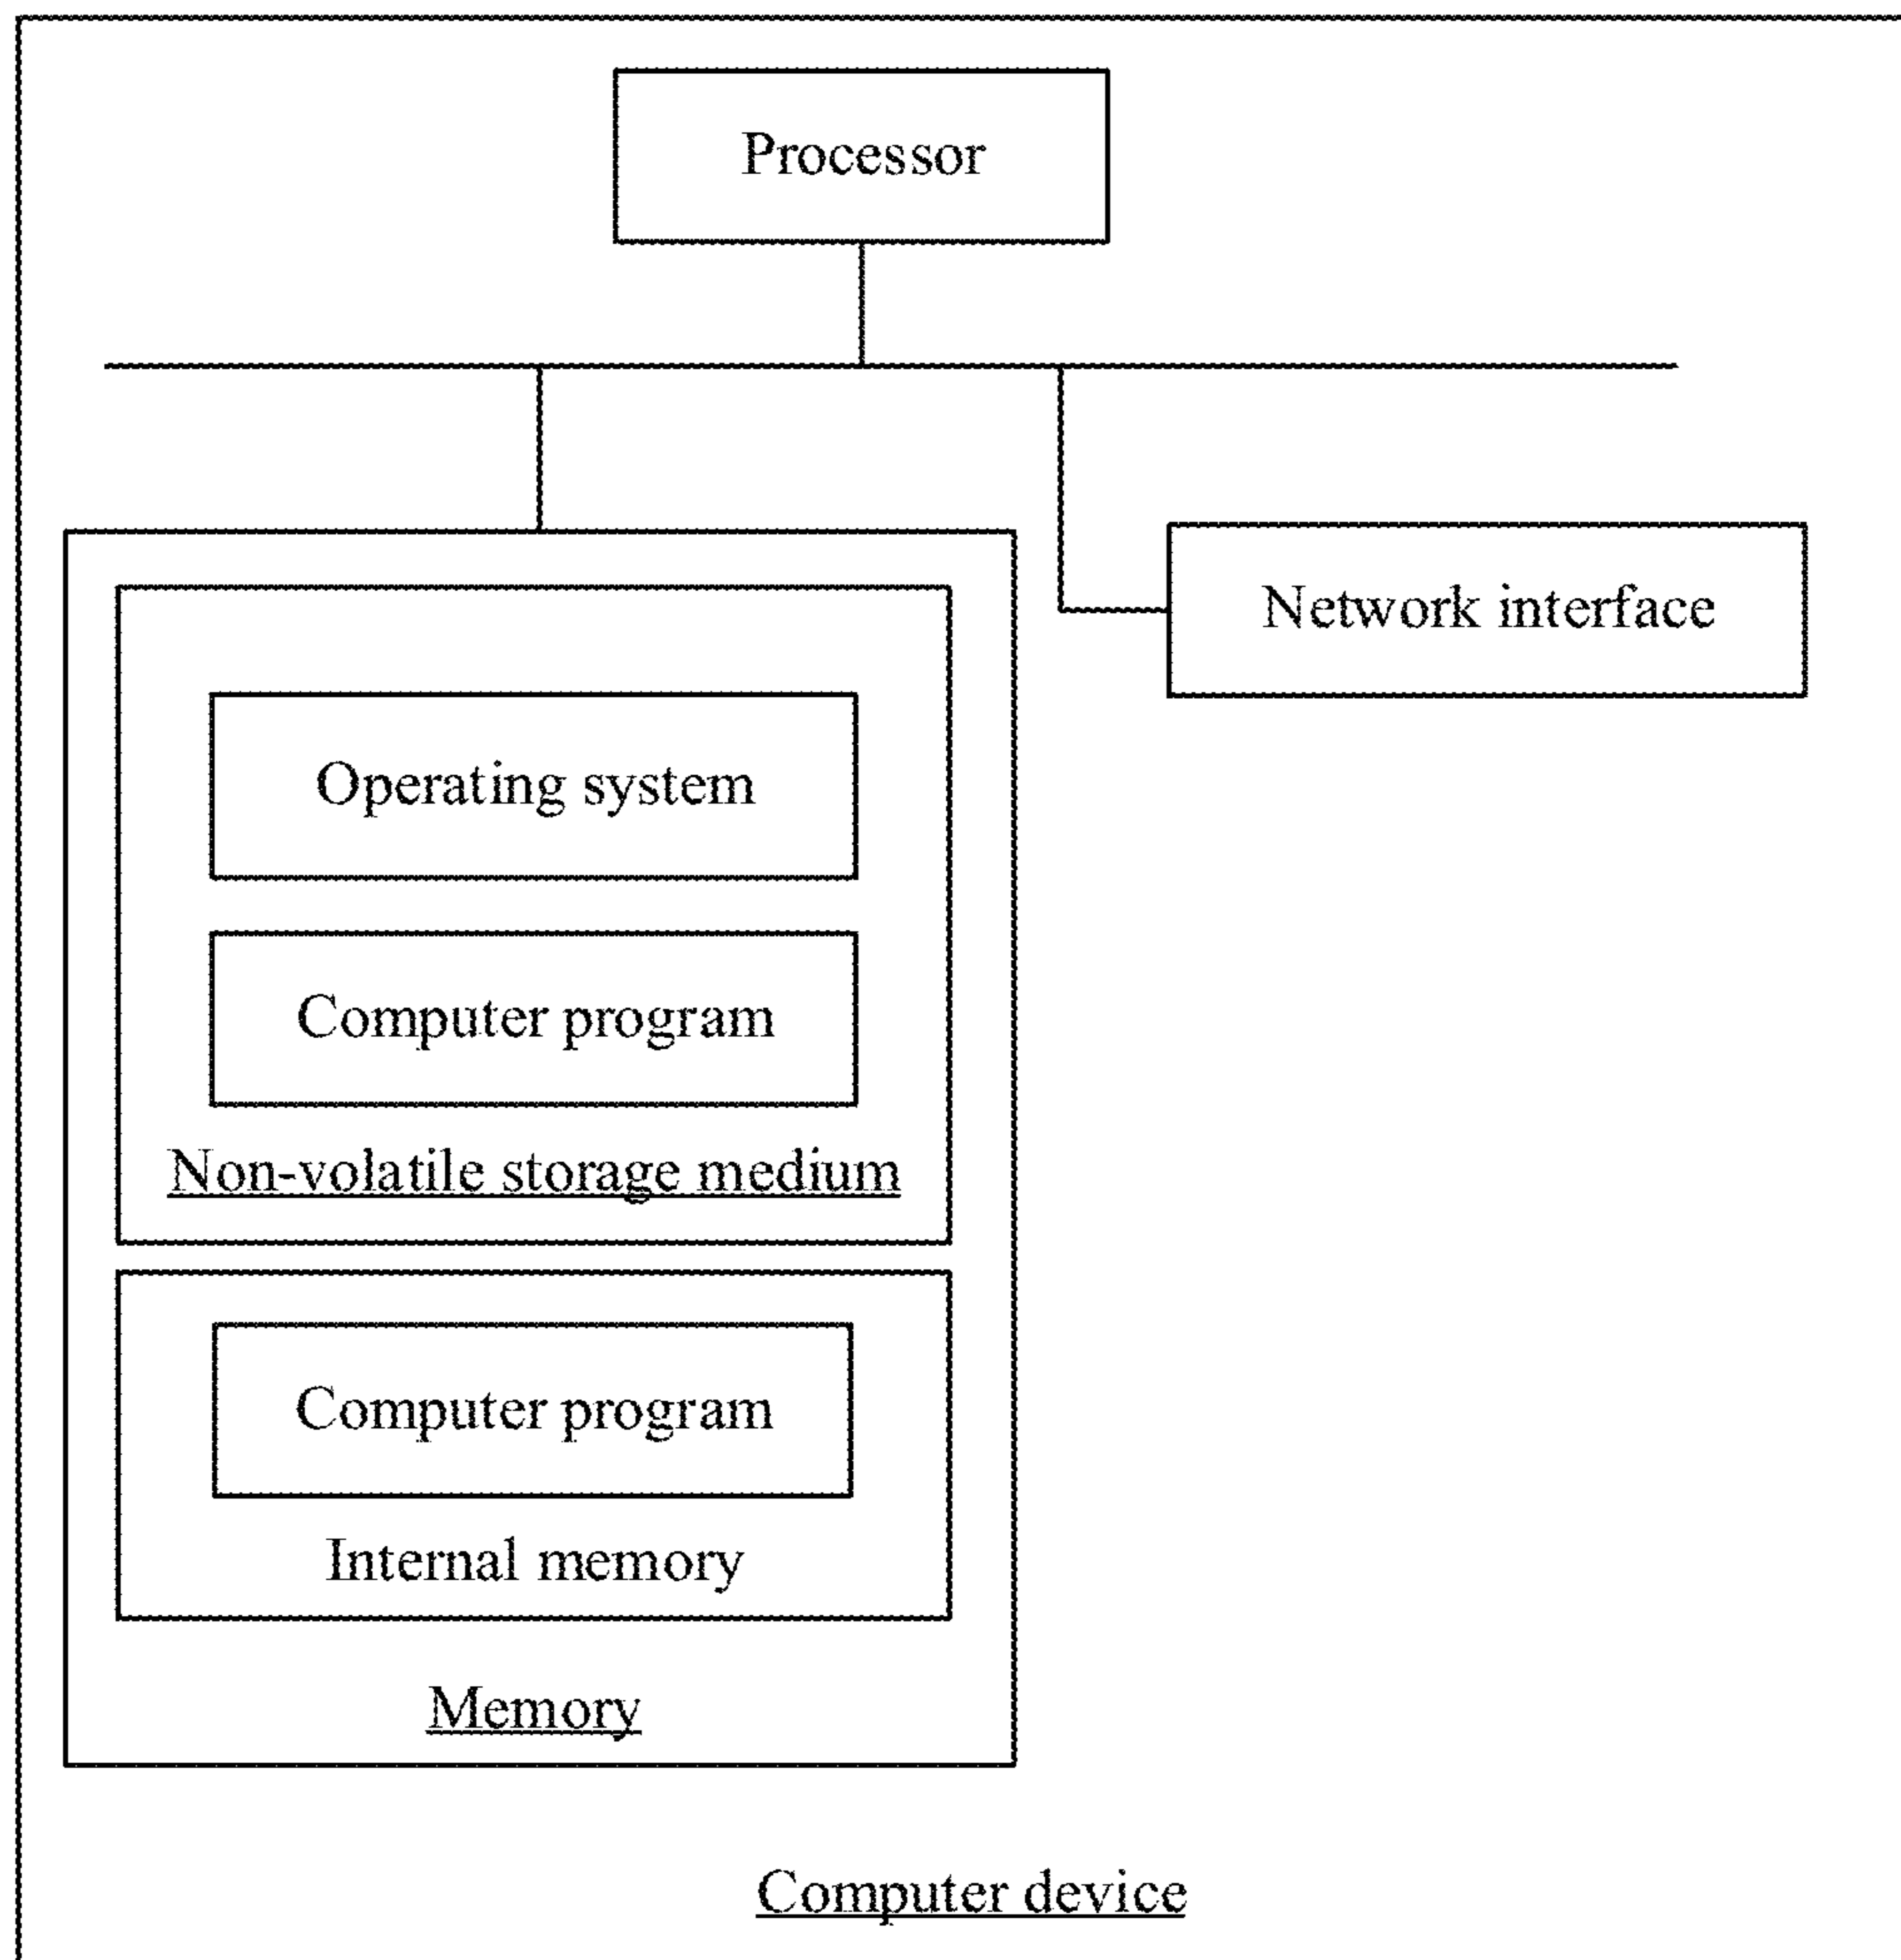 Processor
Network interface
Operating system
Computer program
Non-volatile storage medium
Computer program
Internal memory
Memory
Computer device